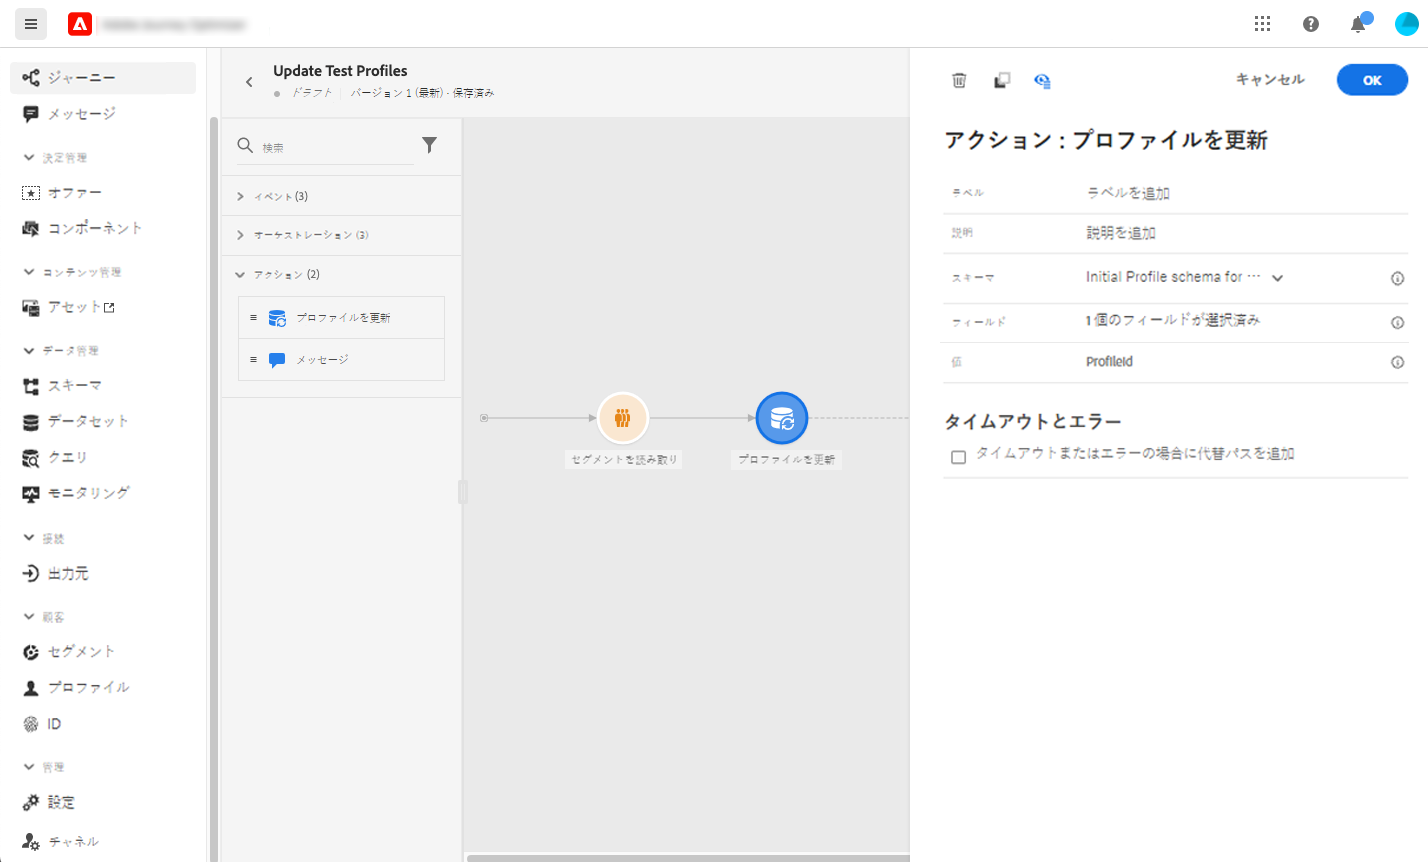 Update Test Profiles
ドラフト バージョン 1 (最新) - 保存済み
キャンセル
OK
ジャーニー
メッセージ
決定管理
オファー
コンポーネント
コンテンツ管理
アセット
データ管理
スキーマ
データセット
クエリ
モニタリング
接続
出力元
顧客
セグメント
プロファイル
ID
管理
設定
チャネル
検索
イベント (3)
オーケストレーション (3)
アクション (2)
プロファイルを更新
メッセージ
セグメントを読み取り
プロファイルを更新
アクション : プロファイルを更新
ラベル ラベルを追加
説明 説明を追加
スキーマ Initial Profile schema for ···
フィールド 1 個のフィールドが選択済み
値 ProfileId
タイムアウトとエラー
タイムアウトまたはエラーの場合に代替パスを追加